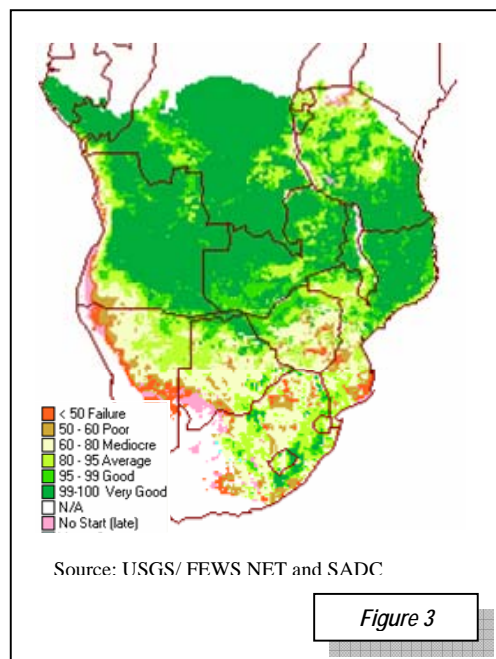 < 50 Failure
50 - 60 Poor
60 - 80 Mediocre
80 - 95 Average
95 - 99 Good
99-100 Very Good
N/A
No Start (late)
Source: USGS/ FEWS NET and SADC
Figure 3